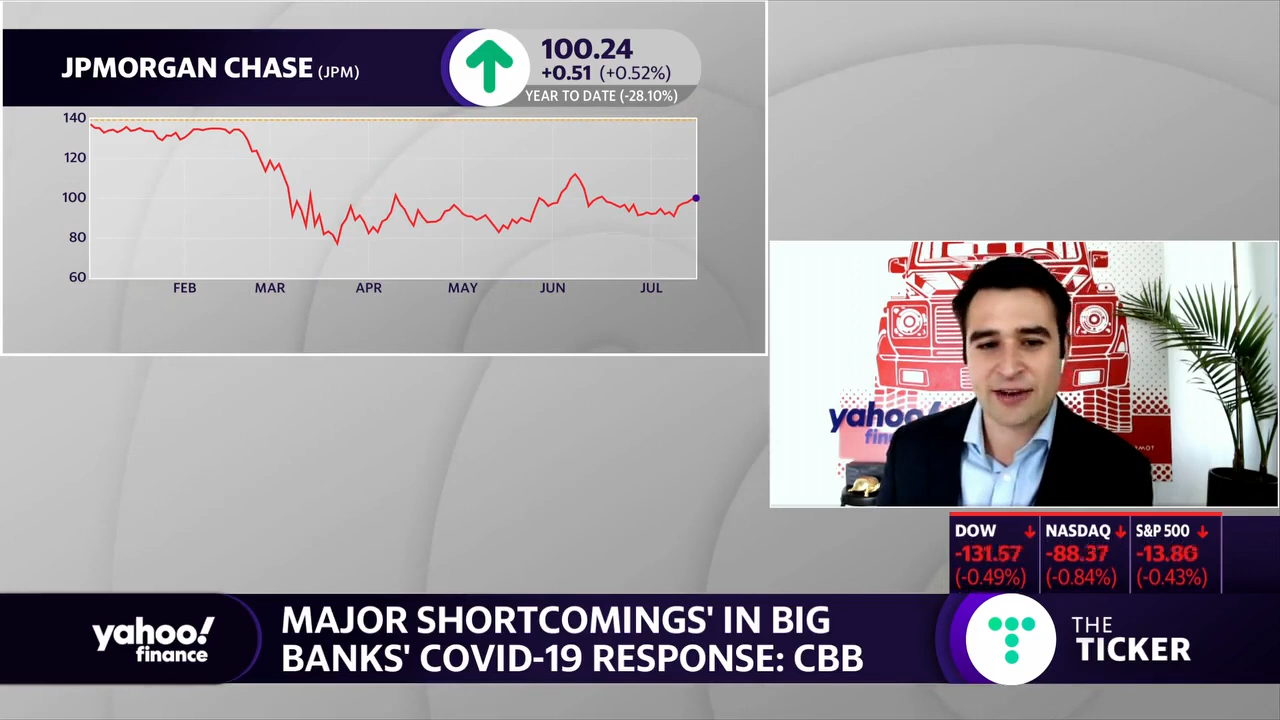 JPMORGAN CHASE (JPM)
100.24
+0.51 (+0.52%)
YEAR TO DATE (-28.10%)
140
120
100
80
60
FEB MAR APR MAY JUN JUL
yahoo!
DOW NASDAQ S&P 500
-131.57 -88.37 -13.80
(-0.49%) (-0.84%) (-0.43%)
yahoo!
finance
MAJOR SHORTCOMINGS' IN BIG
BANKS' COVID-19 RESPONSE: CBB
THE
TICKER